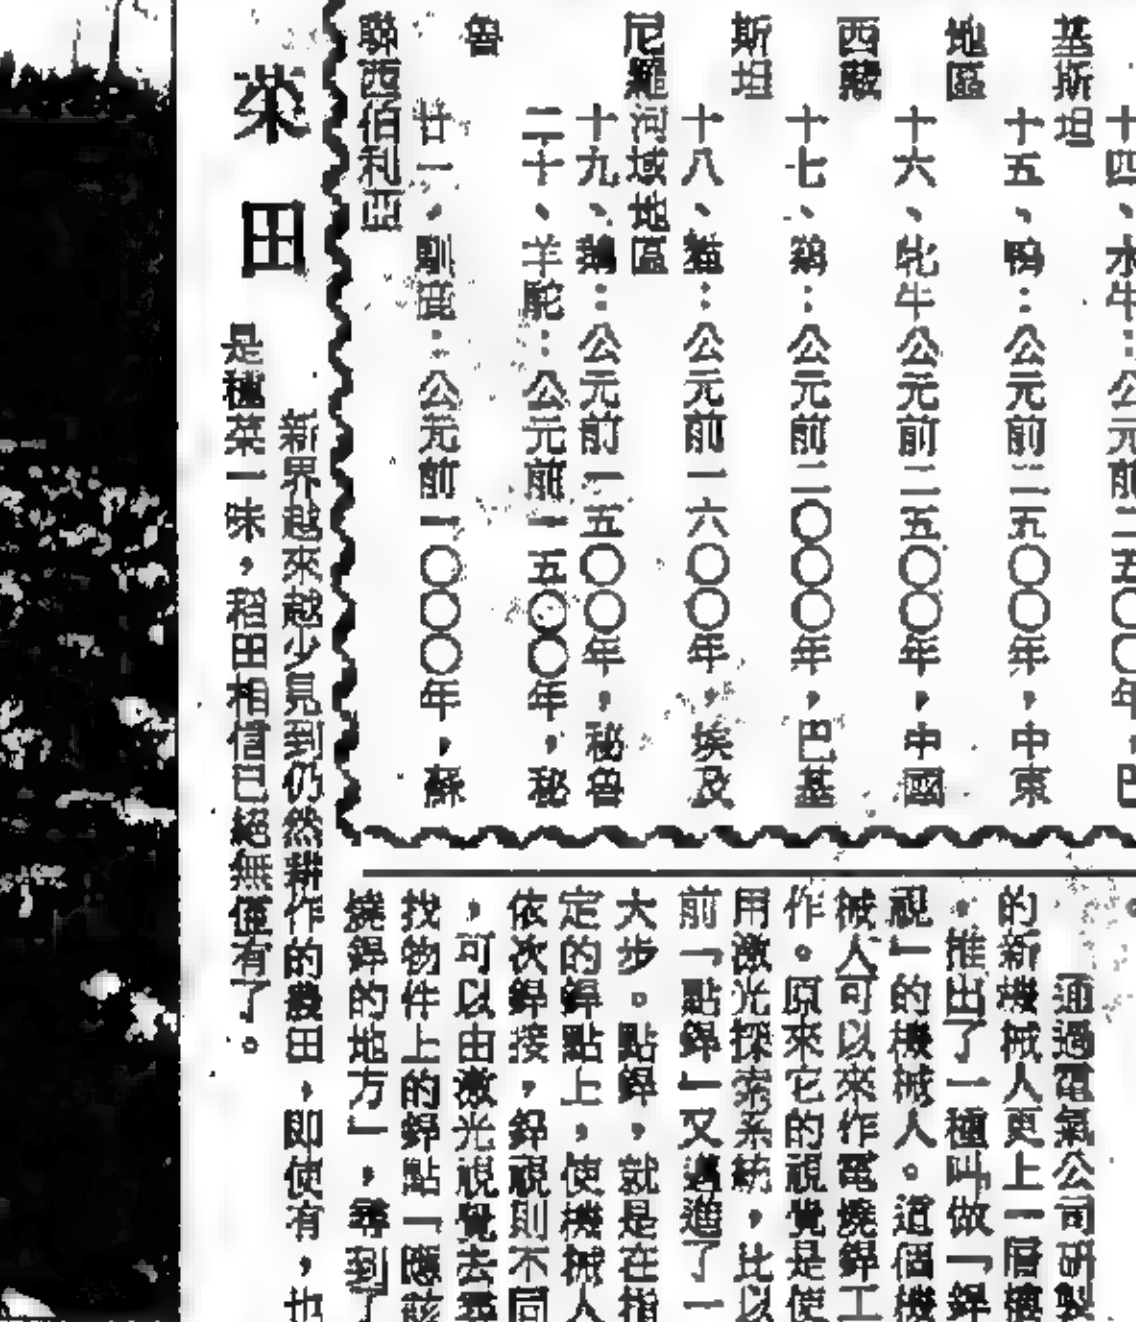 十四、水牛：公元前二五〇〇年，巴
基斯坦
十五、鴨：公元前二五〇〇年，中東
地區
十六、牝牛公元前二五〇〇年，中國
西藏
十七、鷄：公元前二〇〇〇年，巴基
斯坦
十八、貓：公元前一六〇〇年，埃及
尼羅河域地區
十九、鵝：公元前一五〇〇年，秘魯
二十、羊駝：公元前一五〇〇年，秘
魯
廿一、馴鹿：公元前一〇〇〇年，蘇
聯西伯利亞
通過電氣公司研製
的新機械人更上一層樓
，推出了一種叫做「銲
視」的機械人。這個機
械人可以來作電燒銲工
作。原來它的視覺是使
用激光探索系統，比以
前「點銲」又邁進了一
大步。點銲，就是在指
定的銲點上，使機械人
依次銲接，銲視則不同
，可以由激光視覺去尋
找物件上的銲點「應該
燒銲的地方」，尋到了
菜田
新界越來越少見到仍然耕作的農田，即使有，也
是種菜一味，稻田相信已經無僅有了。